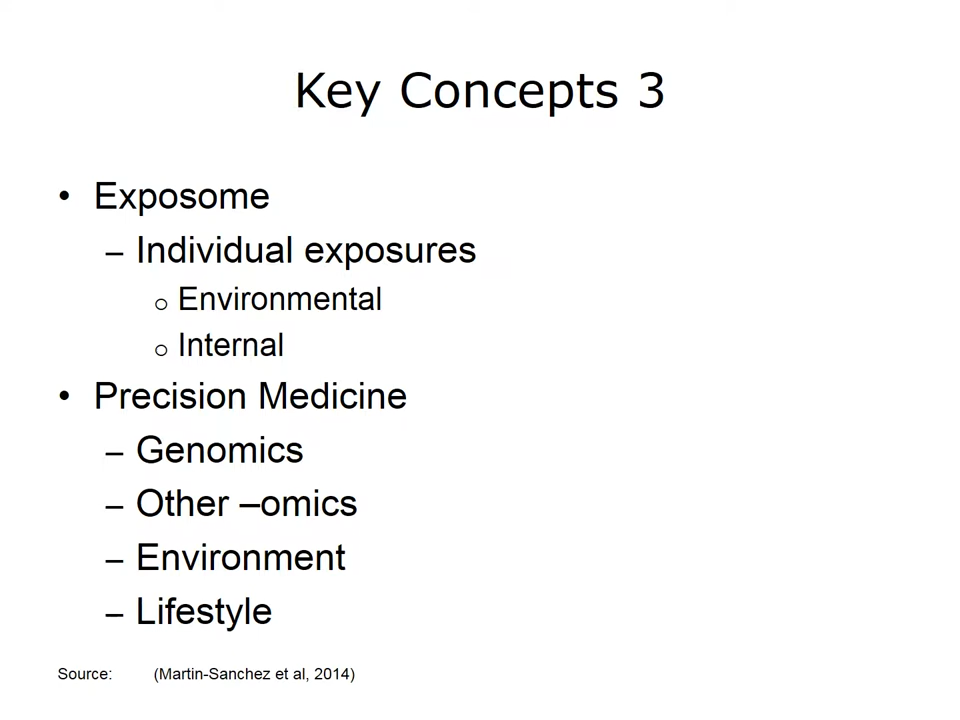 Key Concepts 3
• Exposome
– Individual exposures
o Environmental
o Internal
• Precision Medicine
– Genomics
– Other –omics
– Environment
– Lifestyle
Source: (Martin-Sanchez et al, 2014)